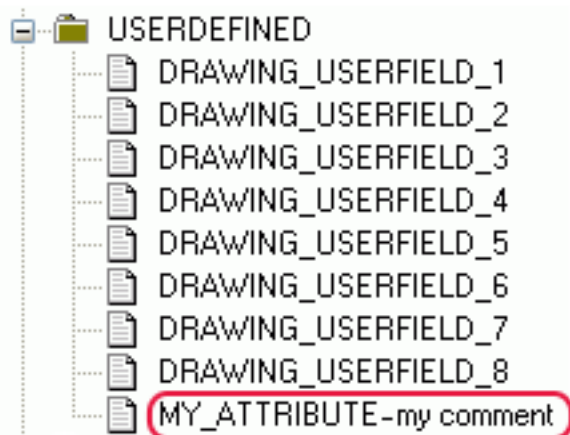 USERDEFINED
DRAWING_USERFIELD_1
DRAWING_USERFIELD_2
DRAWING_USERFIELD_3
DRAWING_USERFIELD_4
DRAWING_USERFIELD_5
DRAWING_USERFIELD_6
DRAWING_USERFIELD_7
DRAWING_USERFIELD_8
MY_ATTRIBUTE-my comment